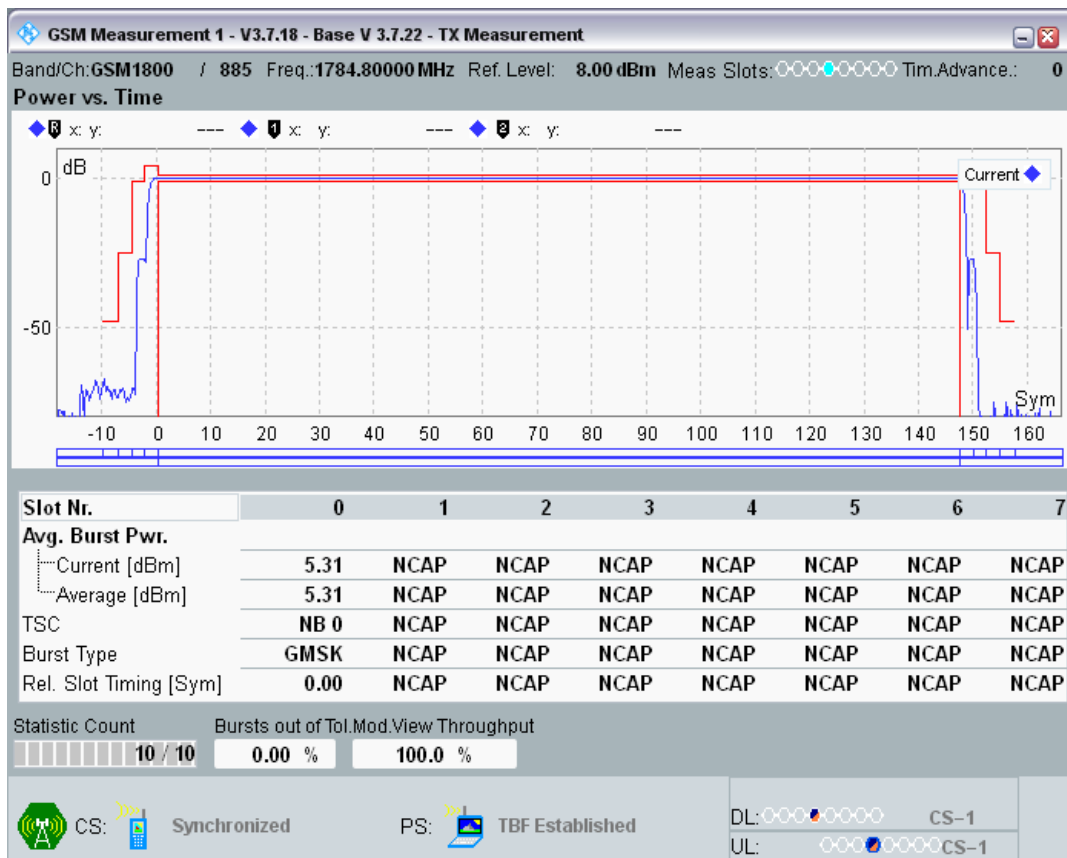 GSM Measurement 1 - V3.7.18 - Base V 3.7.22 - TX Measurement
Band/Ch:GSM1800 / 885 Freq.:1784.80000 MHz Ref. Level: 8.00 dBm Meas Slots: Tim.Advance.: 0
Power vs. Time
R x: y: --- 1 x: y: --- 2 x: y: ---
dB
Current
0
-50
Sym
-10 0 10 20 30 40 50 60 70 80 90 100 110 120 130 140 150 160
Slot Nr. 0 1 2 3 4 5 6 7
Avg. Burst Pwr.
Current [dBm] 5.31 NCAP NCAP NCAP NCAP NCAP NCAP NCAP
Average [dBm] 5.31 NCAP NCAP NCAP NCAP NCAP NCAP NCAP
TSC NB 0 NCAP NCAP NCAP NCAP NCAP NCAP NCAP
Burst Type GMSK NCAP NCAP NCAP NCAP NCAP NCAP NCAP
Rel. Slot Timing [Sym] 0.00 NCAP NCAP NCAP NCAP NCAP NCAP NCAP
Statistic Count Bursts out of Tol.Mod.View Throughput
10 / 10 0.00 % 100.0 %
CS: Synchronized PS: TBF Established
DL: CS-1
UL: CS-1